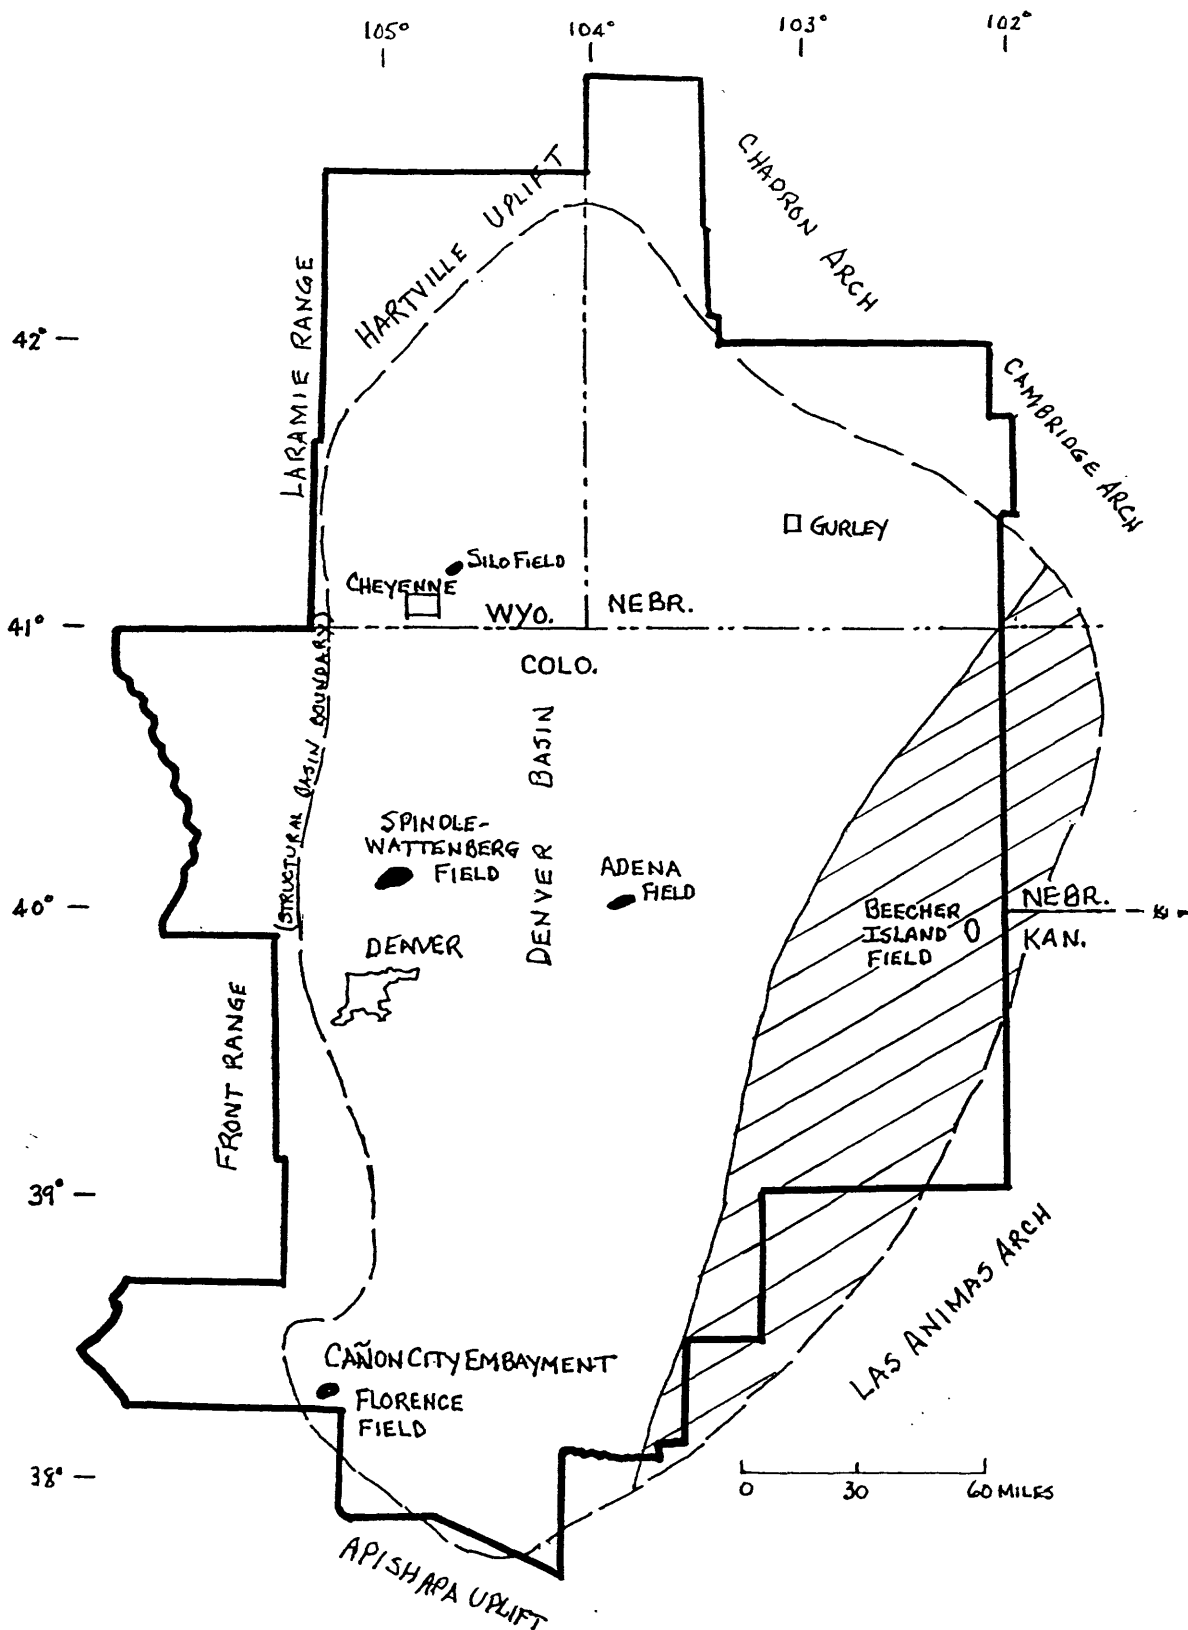 105° 104° 103° 102°
CHADRON ARCH
HARTVILLE UPLIFT
LARAMIE RANGE
42°
CAMBRIDGE ARCH
GURLEY
SILO FIELD
CHEYENNE
WYO.
NEBR.
41°
COLO.
(STRUCTURAL BASIN BOUNDARY)
DENVER BASIN
SPINDLE-
WATTENBERG
FIELD
ADENA
FIELD
40°
BEECHER
ISLAND
FIELD
NEBR.
KAN.
DENVER
FRONT RANGE
39°
LAS ANIMAS ARCH
CAÑON CITY EMBAYMENT
FLORENCE
FIELD
38°
0 30 60 MILES
APISHAPA UPLIFT